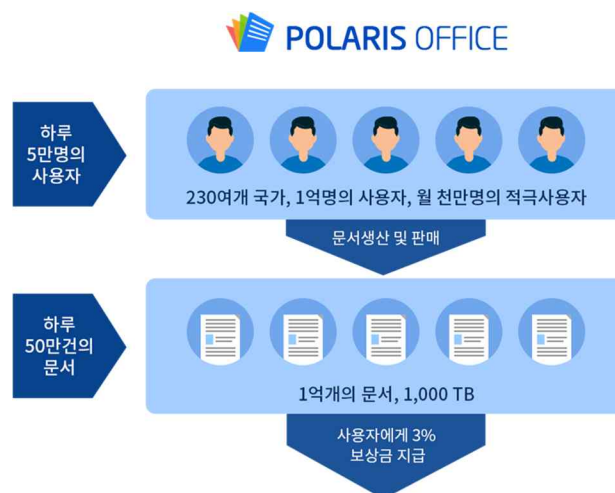 POLARIS OFFICE
하루
5만명의
사용자
230여개 국가, 1억명의 사용자, 월 천만명의 적극사용자
문서생산 및 판매
하루
50만건의
문서
1억개의 문서, 1,000 TB
사용자에게 3%
보상금 지급